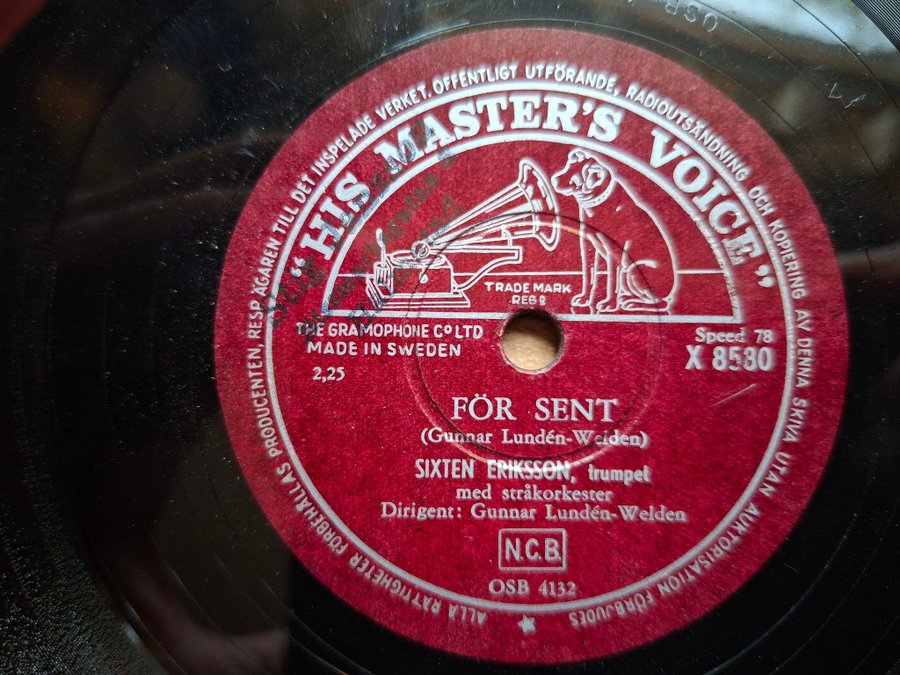 ALLA RÄTTIGHETER FÖRBEHÅLLAS PRODUCENTEN RESP. ÄGAREN TILL DET INSPELADE VERKET. OFFENTLIGT UTFÖRANDE, RADIOUTSÄNDNING OCH KOPIERING AV DENNA SKIVA UTAN AUKTORISATION FÖRBJUDES
"HIS MASTER'S VOICE"
TRADE MARK
REGD
THE GRAMOPHONE CO LTD
MADE IN SWEDEN
2,25
Speed 78
X 8580
FÖR SENT
(Gunnar Lundén-Welden)
SIXTEN ERIKSSON, trumpet
med stråkorkester
Dirigent: Gunnar Lundén-Welden
N.C.B.
OSB 4132
OSB